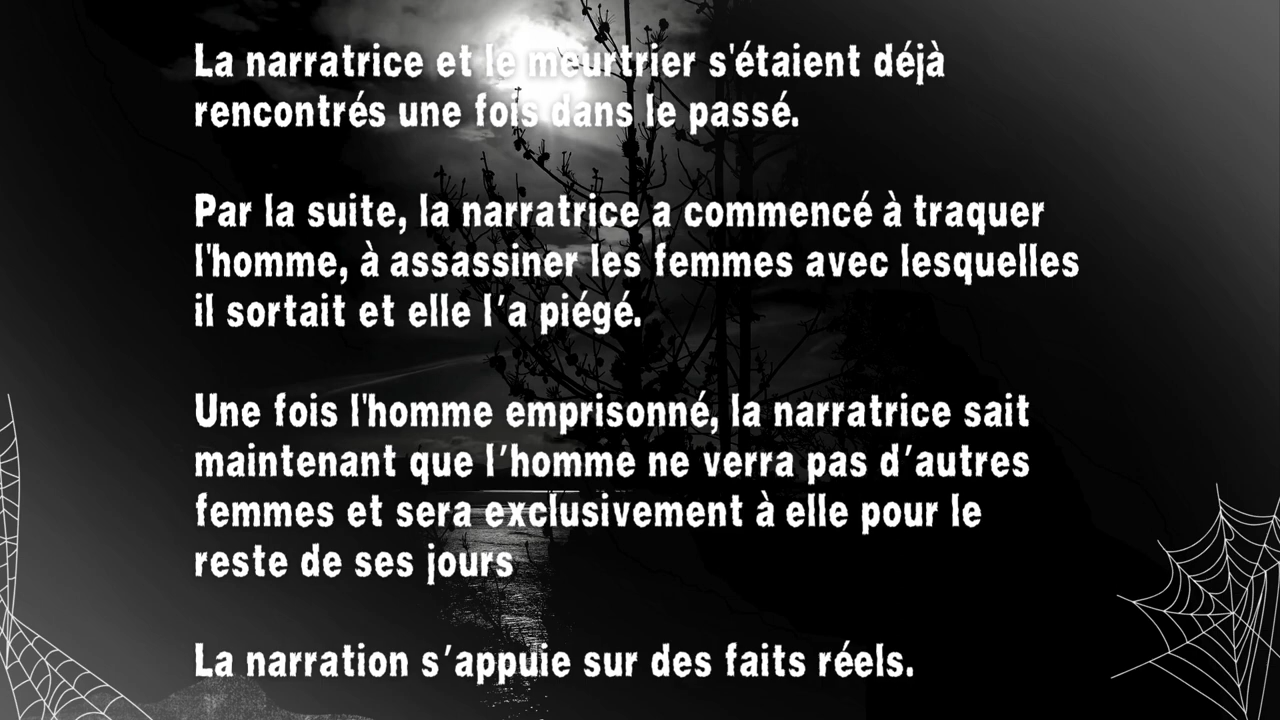 La narratrice et le meurtrier s'étaient déjà
rencontrés une fois dans le passé.
Par la suite, la narratrice a commencé à traquer
l'homme, à assassiner les femmes avec lesquelles
il sortait et elle l’a piégé.
Une fois l'homme emprisonné, la narratrice sait
maintenant que l’homme ne verra pas d’autres
femmes et sera exclusivement à elle pour le
reste de ses jours
La narration s’appuie sur des faits réels.